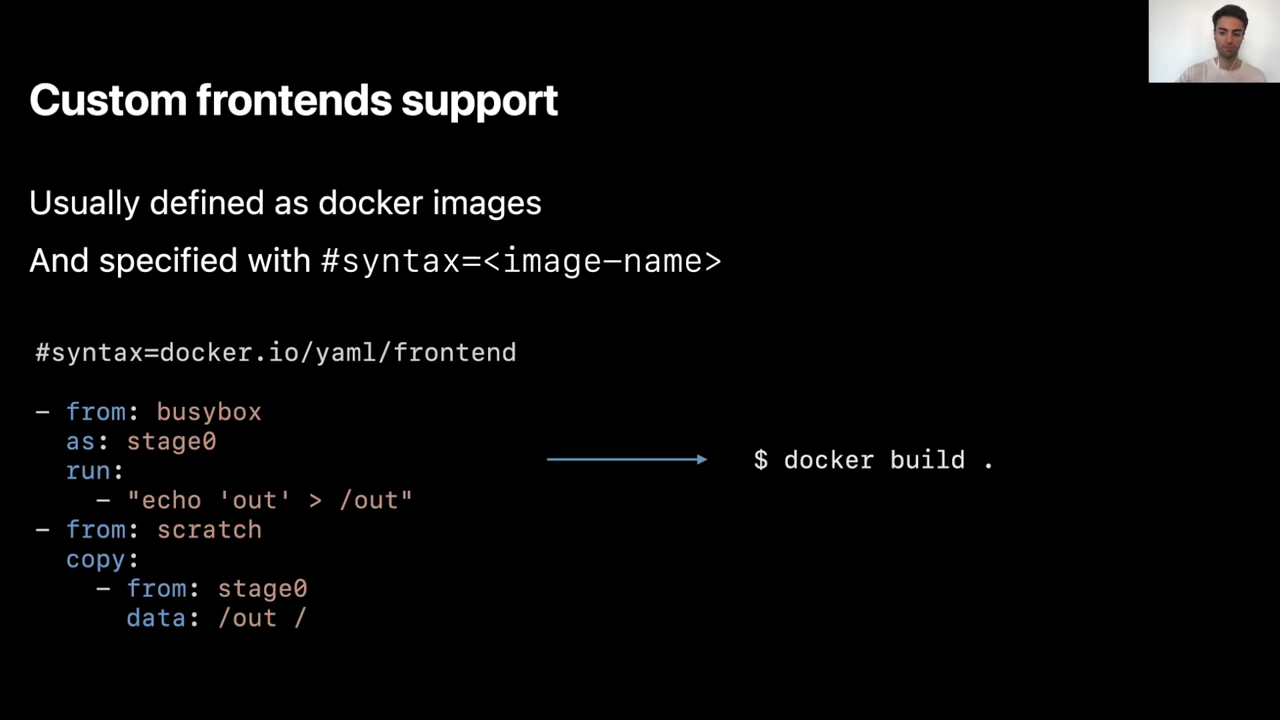 Custom frontends support
Usually defined as docker images
And specified with #syntax=<image-name>
#syntax=docker.io/yaml/frontend
- from: busybox
as: stage0
run:
- "echo 'out' > /out"
- from: scratch
copy:
- from: stage0
data: /out /
$ docker build .